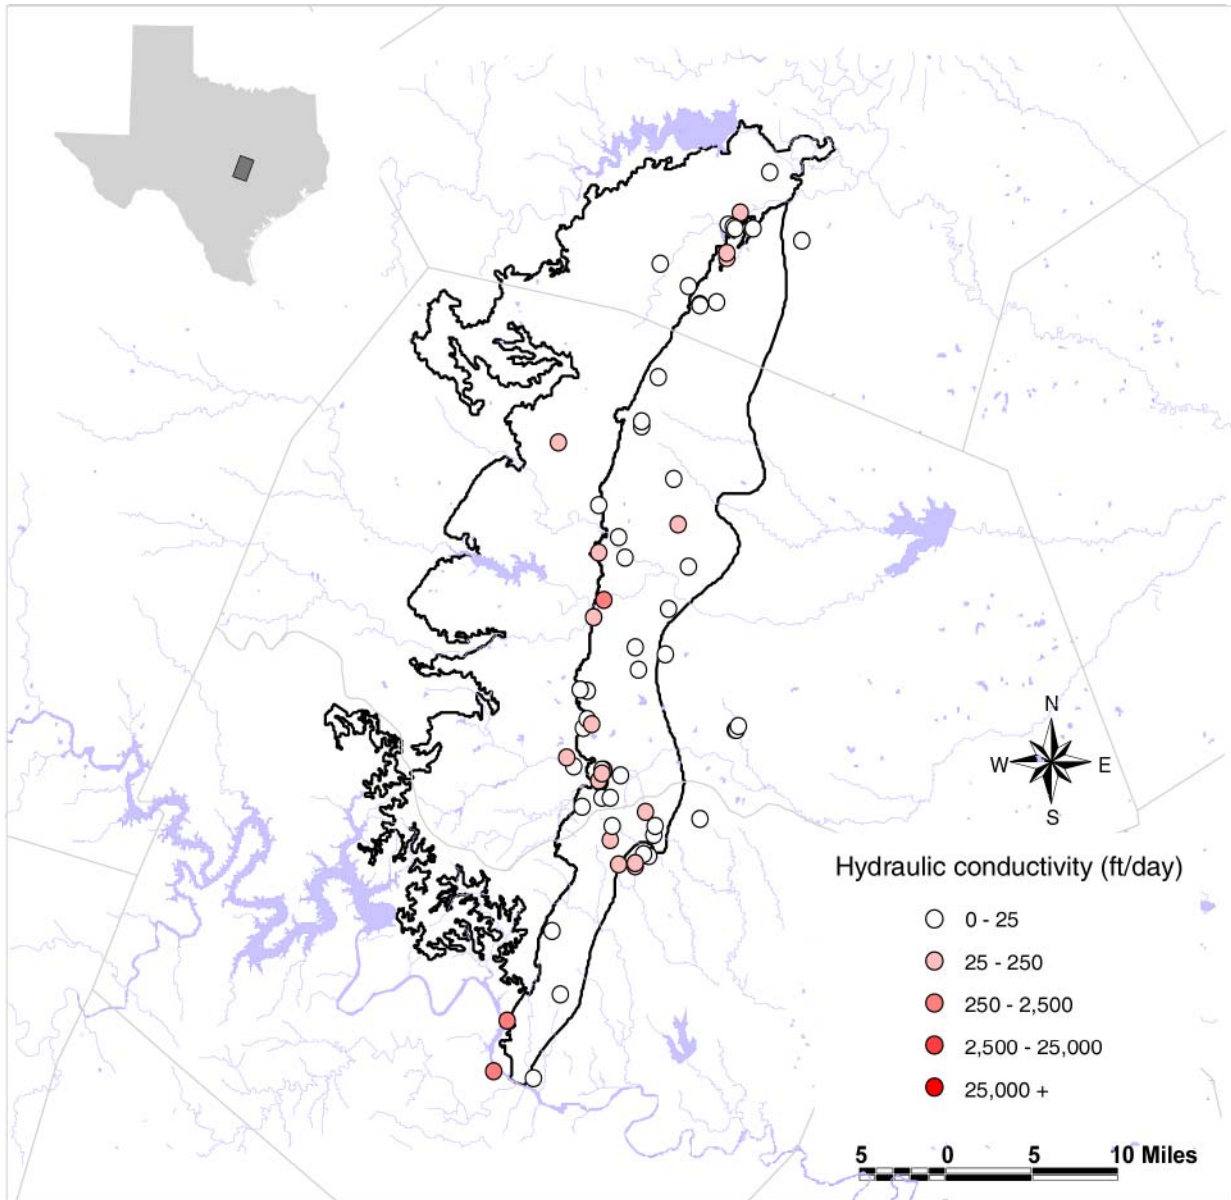 N
W E
S
Hydraulic conductivity (ft/day)
0 - 25
25 - 250
250 - 2,500
2,500 - 25,000
25,000 +
5 0 5 10 Miles